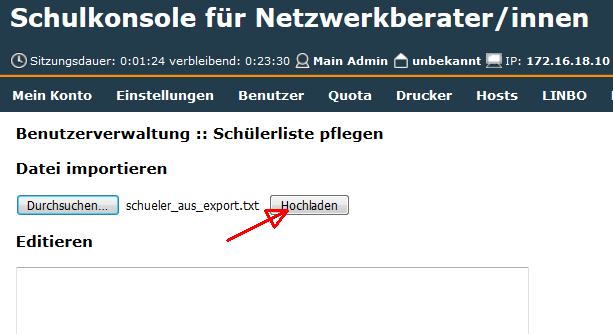 Schulkonsole für Netzwerkberater/innen
Sitzungsdauer: 0:01:24 verbleibend: 0:23:30 Main Admin unbekannt IP: 172.16.18.10
Mein Konto Einstellungen Benutzer Quota Drucker Hosts LINBO
Benutzerverwaltung :: Schülerliste pflegen
Datei importieren
Durchsuchen... schueler_aus_export.txt Hochladen
Editieren